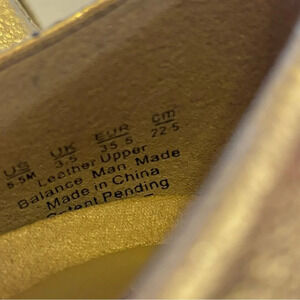 US UK EUR cm
5.5M 3.5 35.5 22.5
Leather Upper
Balance Man. Made
Made in China
Patent Pending